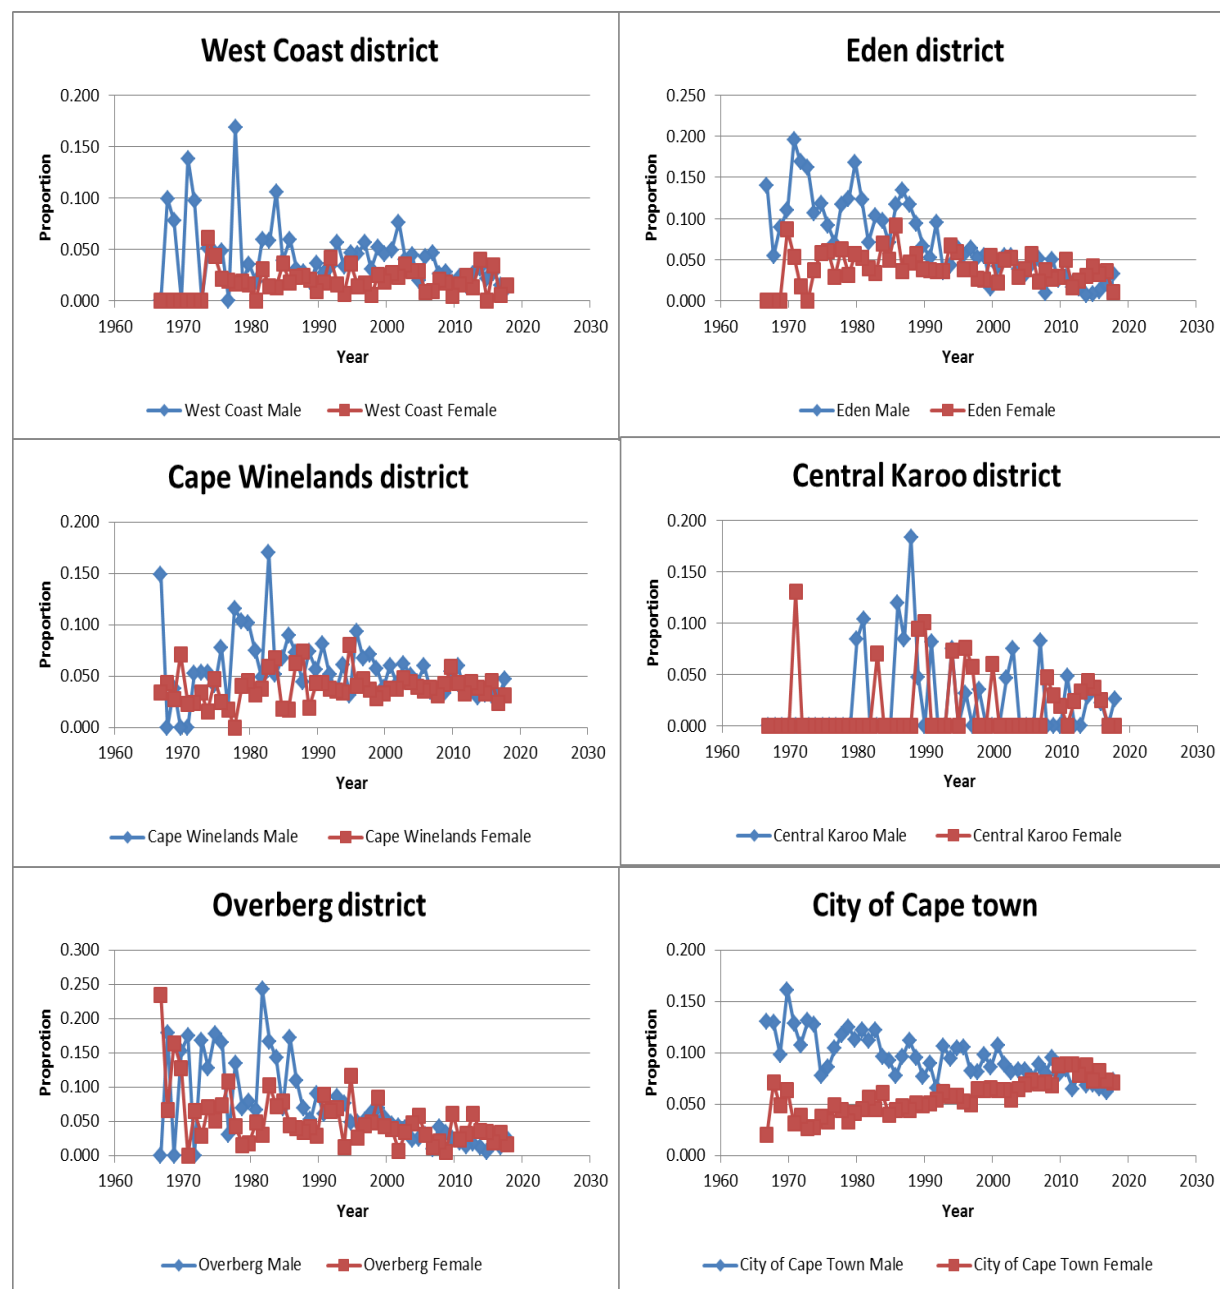 West Coast district
0.200
0.150
0.100
0.050
0.000
Proportion
1960 1970 1980 1990 2000 2010 2020 2030
Year
West Coast Male West Coast Female
Eden district
0.250
0.200
0.150
0.100
0.050
0.000
Proportion
1960 1970 1980 1990 2000 2010 2020 2030
Year
Eden Male Eden Female
Cape Winelands district
0.200
0.150
0.100
0.050
0.000
Proportion
1960 1970 1980 1990 2000 2010 2020 2030
Year
Cape Winelands Male Cape Winelands Female
Central Karoo district
0.200
0.150
0.100
0.050
0.000
Proportion
1960 1970 1980 1990 2000 2010 2020 2030
Year
Central Karoo Male Central Karoo Female
Overberg district
0.300
0.250
0.200
0.150
0.100
0.050
0.000
Proprotion
1960 1970 1980 1990 2000 2010 2020 2030
Year
Overberg Male Overberg Female
City of Cape town
0.200
0.150
0.100
0.050
0.000
Proportion
1960 1970 1980 1990 2000 2010 2020 2030
Year
City of Cape Town Male City of Cape Town Female